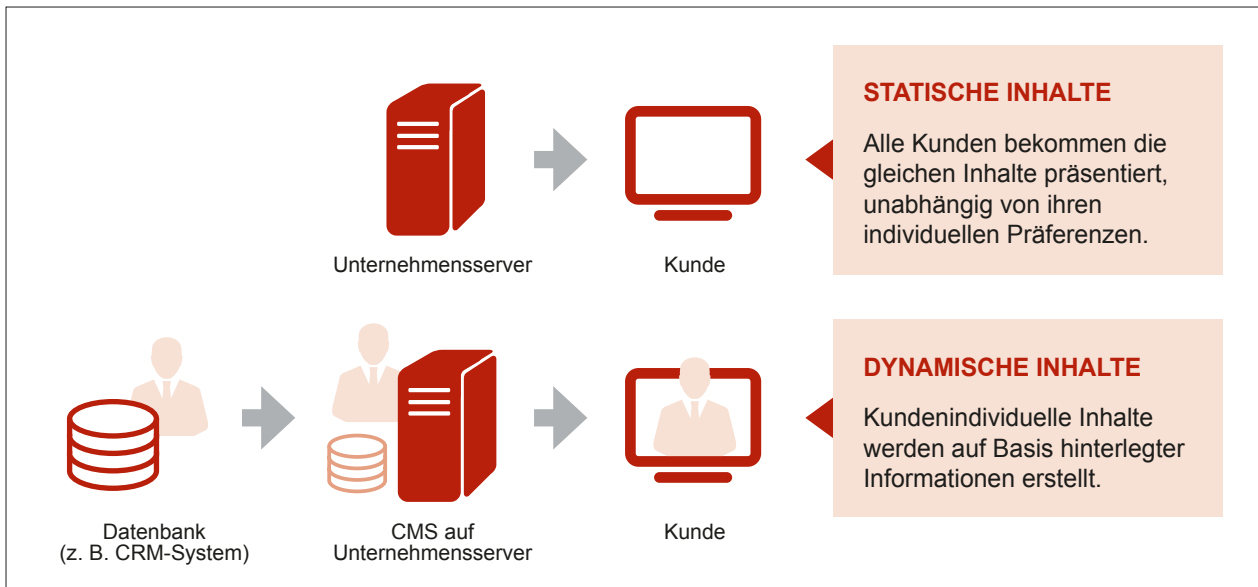 STATISCHE INHALTE
Alle Kunden bekommen die
gleichen Inhalte präsentiert,
unabhängig von ihren
individuellen Präferenzen.
Unternehmensserver
Kunde
DYNAMISCHE INHALTE
Kundenindividuelle Inhalte
werden auf Basis hinterlegter
Informationen erstellt.
Datenbank
(z. B. CRM-System)
CMS auf
Unternehmensserver
Kunde